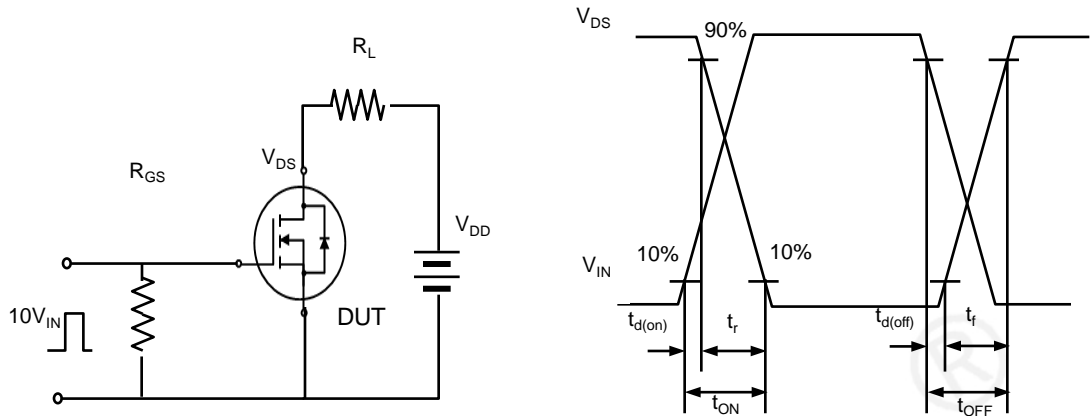 R_L
V_DS
R_GS
V_DD
10V_IN
DUT
V_DS
90%
10%
10%
V_IN
t_d(on)
t_r
t_d(off)
t_f
t_ON
t_OFF
R